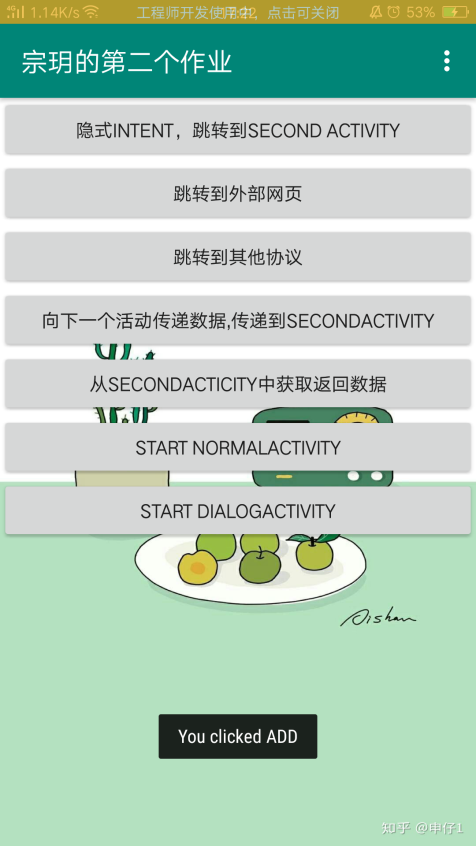 1.14K/s
工程师开发使用中，点击可关闭
53%
宗玥的第二个作业
隐式INTENT，跳转到SECOND ACTIVITY
跳转到外部网页
跳转到其他协议
向下一个活动传递数据,传递到SECONDACTIVITY
从SECONDACTICITY中获取返回数据
START NORMALACTIVITY
START DIALOGACTIVITY
You clicked ADD
知乎 @申仔1